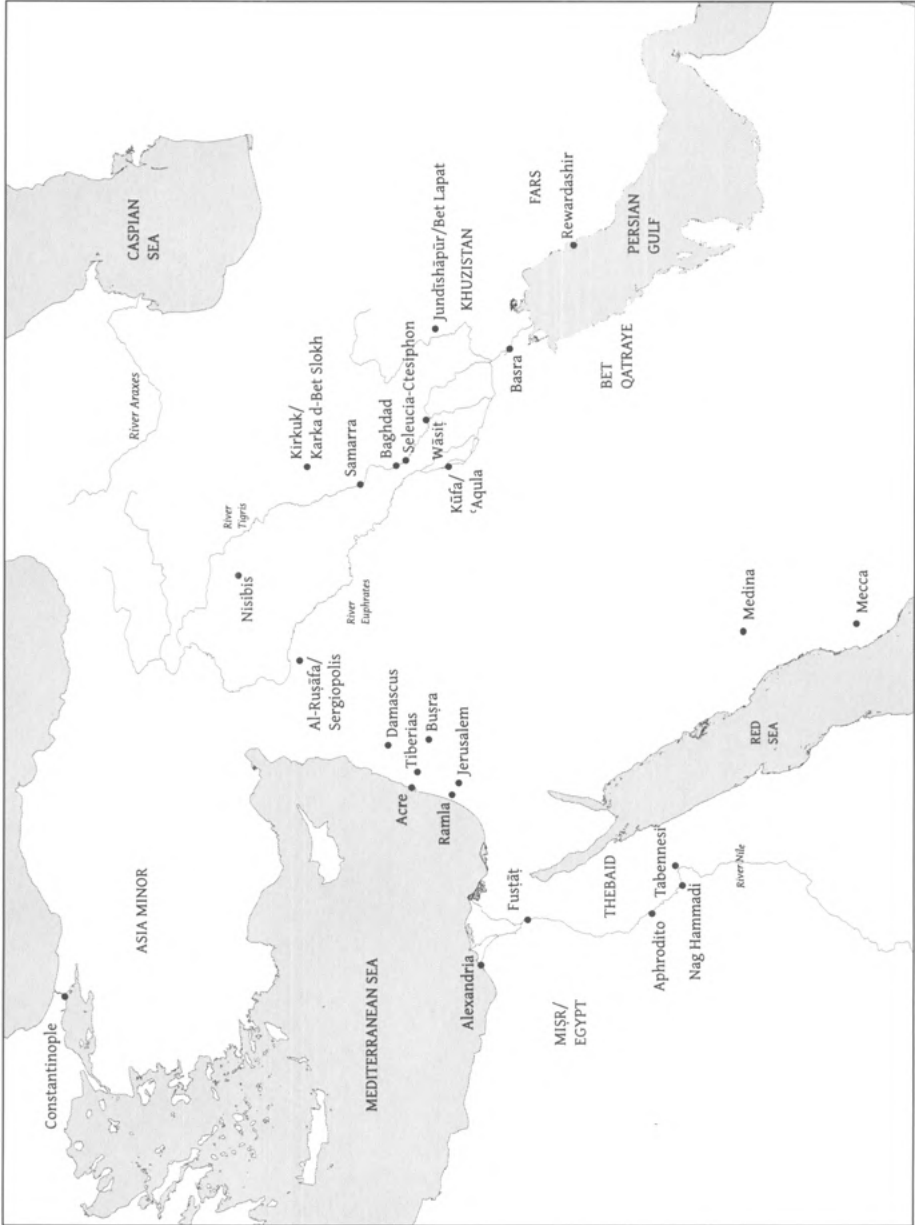 Constantinople
ASIA MINOR
CASPIAN
SEA
River Araxes
Kirkuk/
Karka d-Bet Slokh
River
Tigris
Nisibis
Samarra
Baghdad
Seleucia-Ctesiphon
Jundīshāpūr/Bet Lapat
KHUZISTAN
Wāsiṭ
Kūfa/
ʿAqula
River
Euphrates
Al-Ruṣāfa/
Sergiopolis
Damascus
Tiberias
Buṣra
Acre
Ramla
Jerusalem
MEDITERRANEAN SEA
Basra
FARS
Rewardashir
PERSIAN
GULF
BET
QATRAYE
Alexandria
Fusṭāṭ
MIṢR/
EGYPT
THEBAID
Aphrodito
Tabennesi
Nag Hammadi
River Nile
RED
SEA
Medina
Mecca